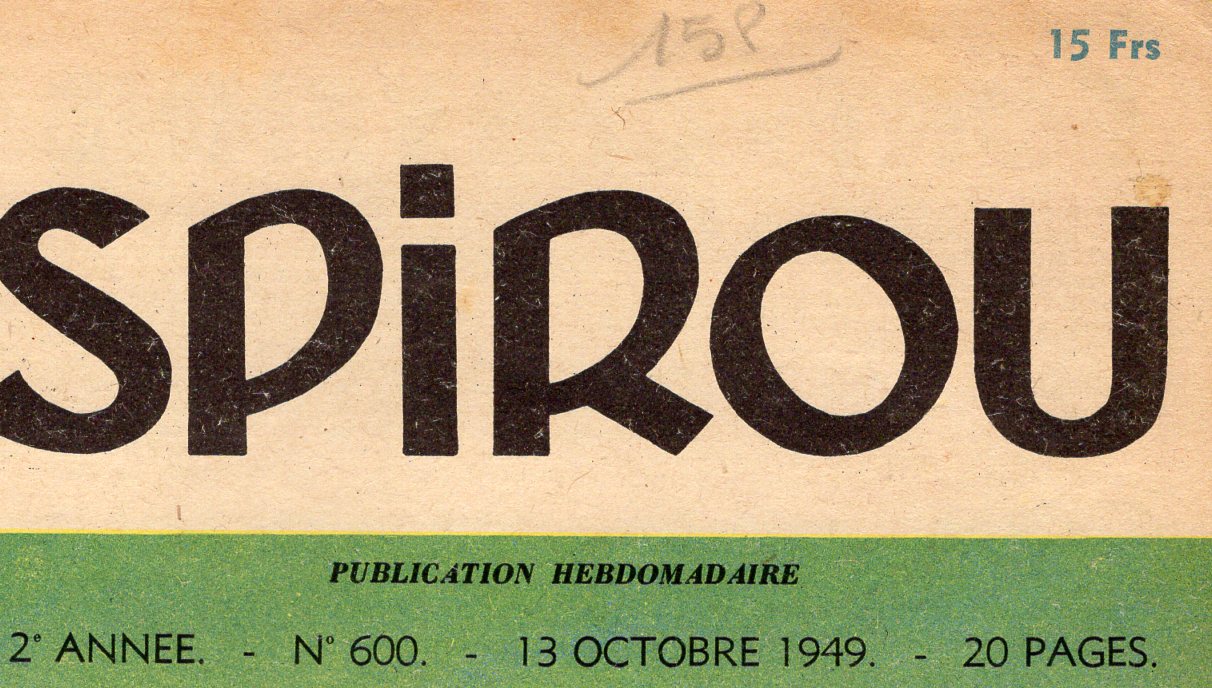 15 Frs
SPiROU
PUBLICATION HEBDOMADAIRE
2e ANNEE. - N° 600. - 13 OCTOBRE 1949. - 20 PAGES.